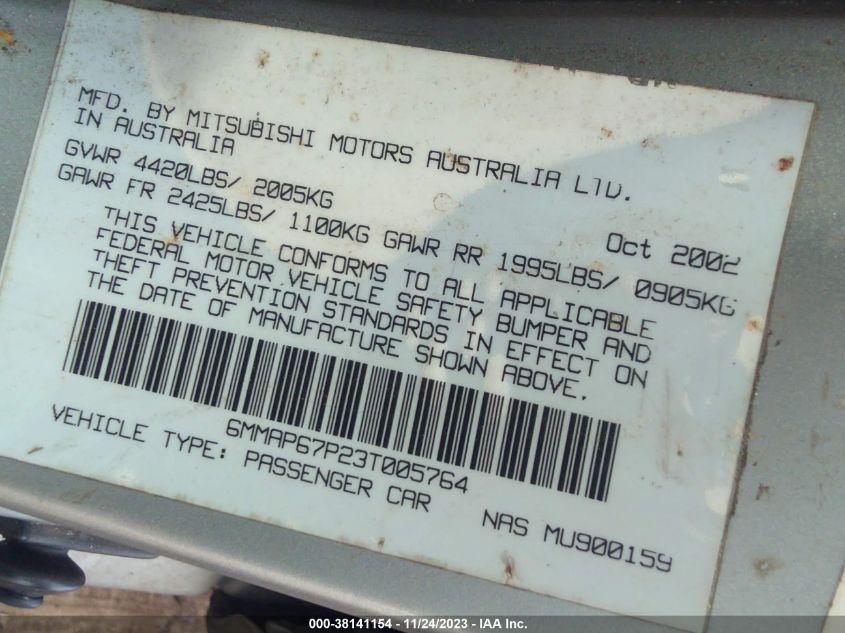 MFD. BY MITSUBISHI MOTORS AUSTRALIA LTD.
IN AUSTRALIA
Oct 2002
GVWR 4420LBS/ 2005KG
GAWR FR 2425LBS/ 1100KG GAWR RR 1995LBS/ 0905KG
THIS VEHICLE CONFORMS TO ALL APPLICABLE
FEDERAL MOTOR VEHICLE SAFETY BUMPER AND
THEFT PREVENTION STANDARDS IN EFFECT ON
THE DATE OF MANUFACTURE SHOWN ABOVE.
6MMAP67P23T005764
VEHICLE TYPE: PASSENGER CAR
NAS MU900159
000-38141154 - 11/24/2023 - IAA Inc.